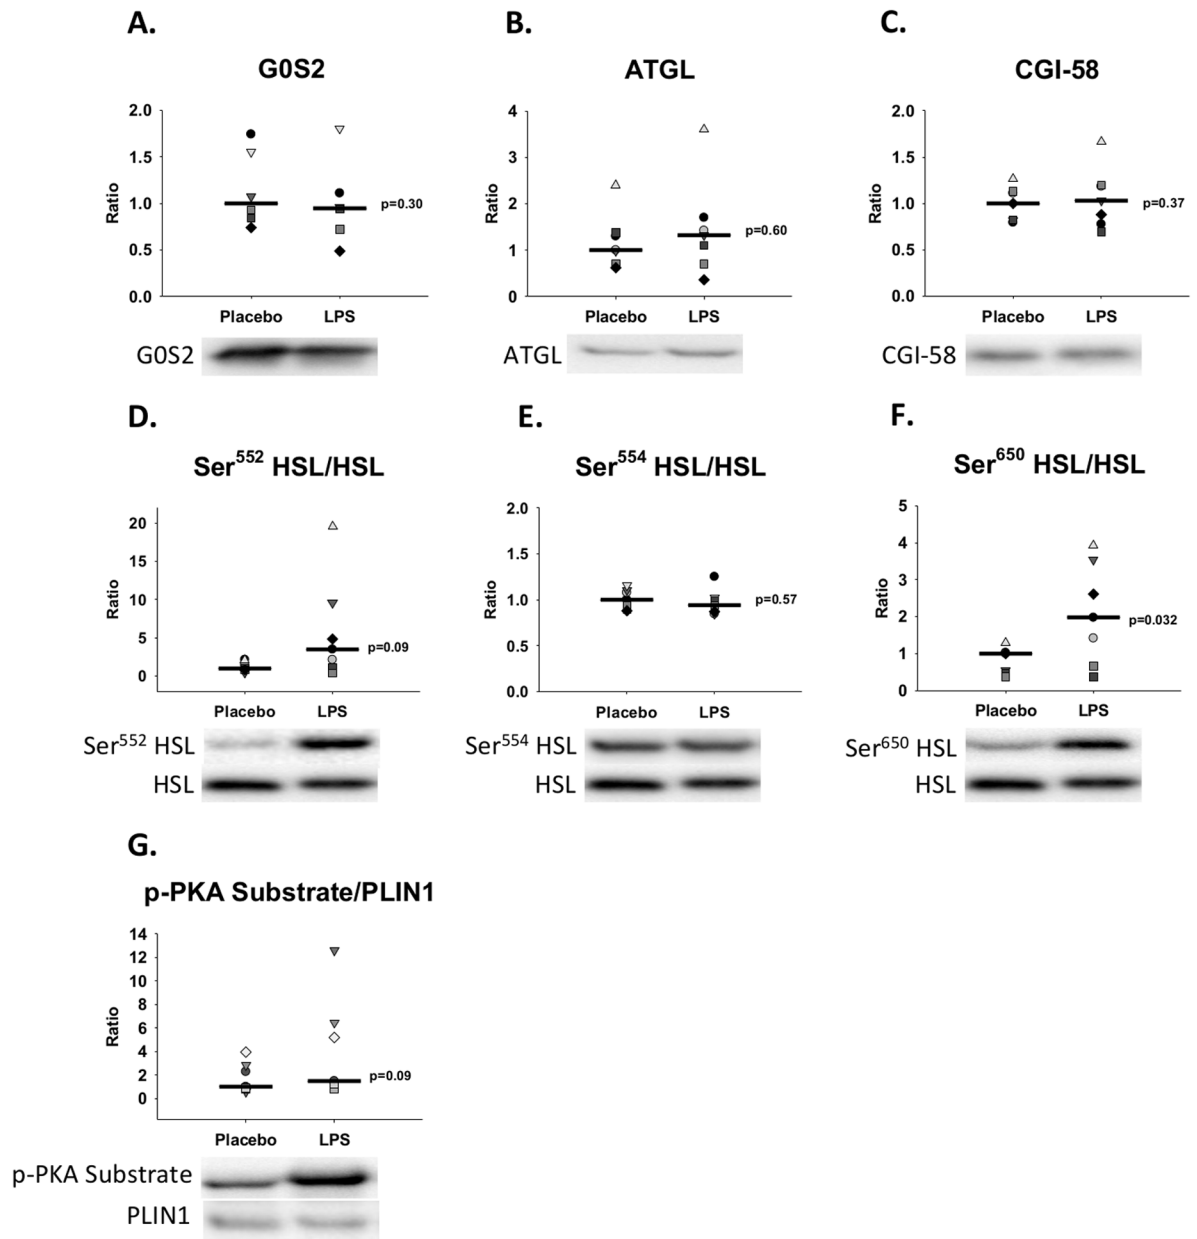 A.
G0S2
2.0
1.5
1.0
0.5
0.0
Ratio
p=0.30
Placebo LPS
G0S2
B.
ATGL
4
3
2
1
0
Ratio
p=0.60
Placebo LPS
ATGL
C.
CGI-58
2.0
1.5
1.0
0.5
0.0
Ratio
p=0.37
Placebo LPS
CGI-58
D.
Ser⁵⁵² HSL/HSL
20
15
10
5
0
Ratio
p=0.09
Placebo LPS
Ser⁵⁵² HSL
HSL
E.
Ser⁵⁵⁴ HSL/HSL
2.0
1.5
1.0
0.5
0.0
Ratio
p=0.57
Placebo LPS
Ser⁵⁵⁴ HSL
HSL
F.
Ser⁶⁵⁰ HSL/HSL
5
4
3
2
1
0
Ratio
p=0.032
Placebo LPS
Ser⁶⁵⁰ HSL
HSL
G.
p-PKA Substrate/PLIN1
14
12
10
8
6
4
2
0
Ratio
p=0.09
Placebo LPS
p-PKA Substrate
PLIN1